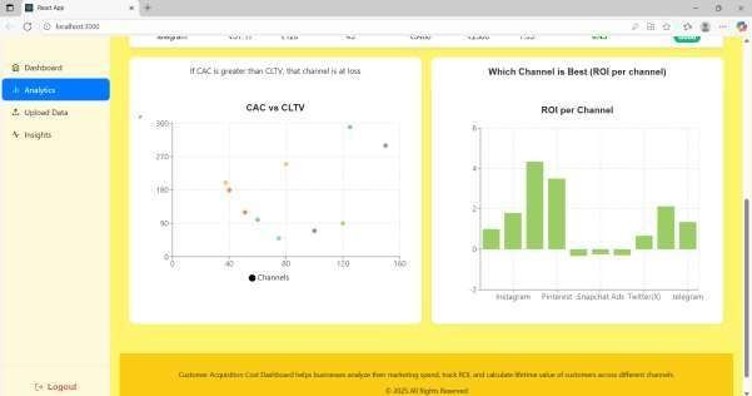 React App
localhost:3000
Dashboard
Analytics
Upload Data
Insights
Logout
If CAC is greater than CLTV, that channel is at loss
CAC vs CLTV
300
270
180
90
0
0 40 80 120 160
Channels
Which Channel is Best (ROI per channel)
ROI per Channel
6
4
2
0
-2
Instagram Pinterest Snapchat Ads Twitter(X) Telegram
Customer Acquisition Cost Dashboard helps businesses analyze their marketing spend, track ROI, and calculate lifetime value of customers across different channels.
© 2025 All Rights Reserved